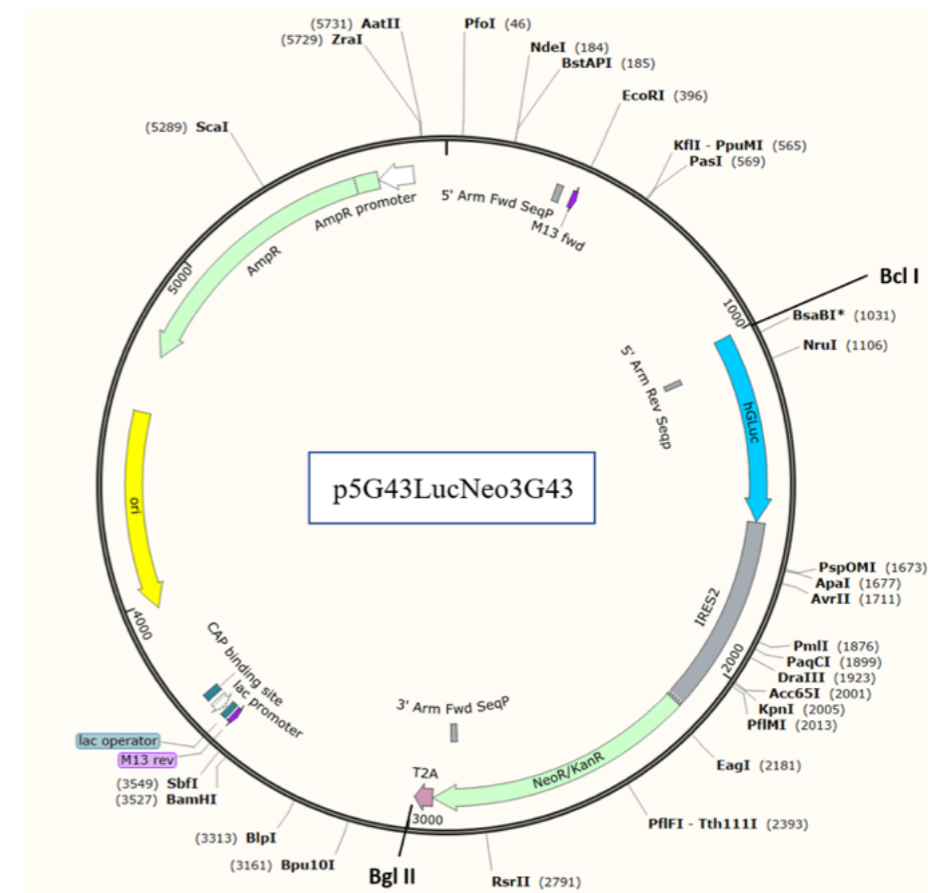 (5731) AatII
(5729) ZraI
PfoI (46)
NdeI (184)
BstAPI (185)
EcoRI (396)
(5289) ScaI
KflI - PpuMI (565)
PasI (569)
5' Arm Fwd SeqP
M13 fwd
AmpR promoter
AmpR
5000
1000
Bcl I
BsaBI* (1031)
NruI (1106)
5' Arm Rev Seqp
hGLuc
p5G43LucNeo3G43
ori
PspOMI (1673)
ApaI (1677)
AvrII (1711)
IRES2
4000
2000
PmlI (1876)
PaqCI (1899)
DraIII (1923)
Acc65I (2001)
KpnI (2005)
PflMI (2013)
CAP binding site
lac promoter
3' Arm Fwd SeqP
lac operator
M13 rev
EagI (2181)
NeoR/KanR
T2A
(3549) SbfI
(3527) BamHI
3000
PflFI - Tth111I (2393)
(3313) BlpI
(3161) Bpu10I
Bgl II
RsrII (2791)